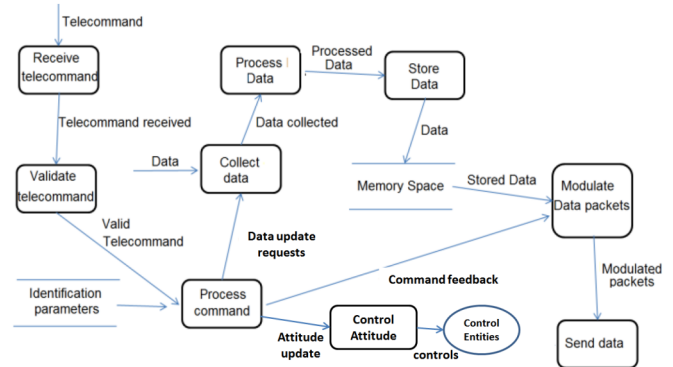 Telecommand
Receive
telecommand
Telecommand received
Validate
telecommand
Valid
Telecommand
Identification
parameters
Process
command
Data update
requests
Data
Collect
data
Data collected
Process
Data
Processed
Data
Store
Data
Data
Memory Space
Stored Data
Modulate
Data packets
Command feedback
Modulated
packets
Send data
Attitude
update
Control
Attitude
controls
Control
Entities